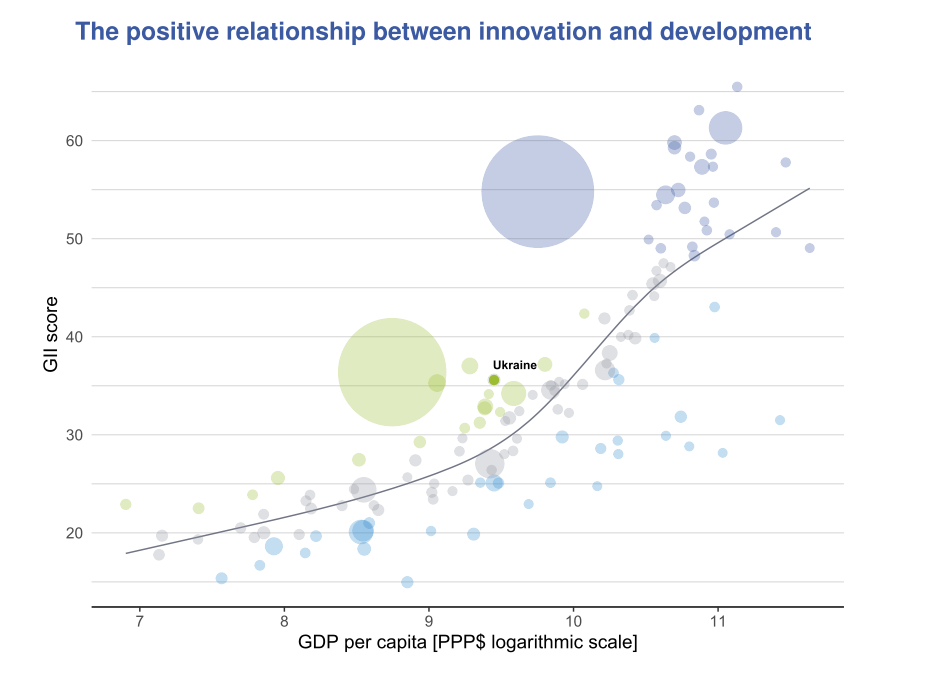 The positive relationship between innovation and development
60
50
40
30
20
GII score
Ukraine
7 8 9 10 11
GDP per capita [PPP$ logarithmic scale]